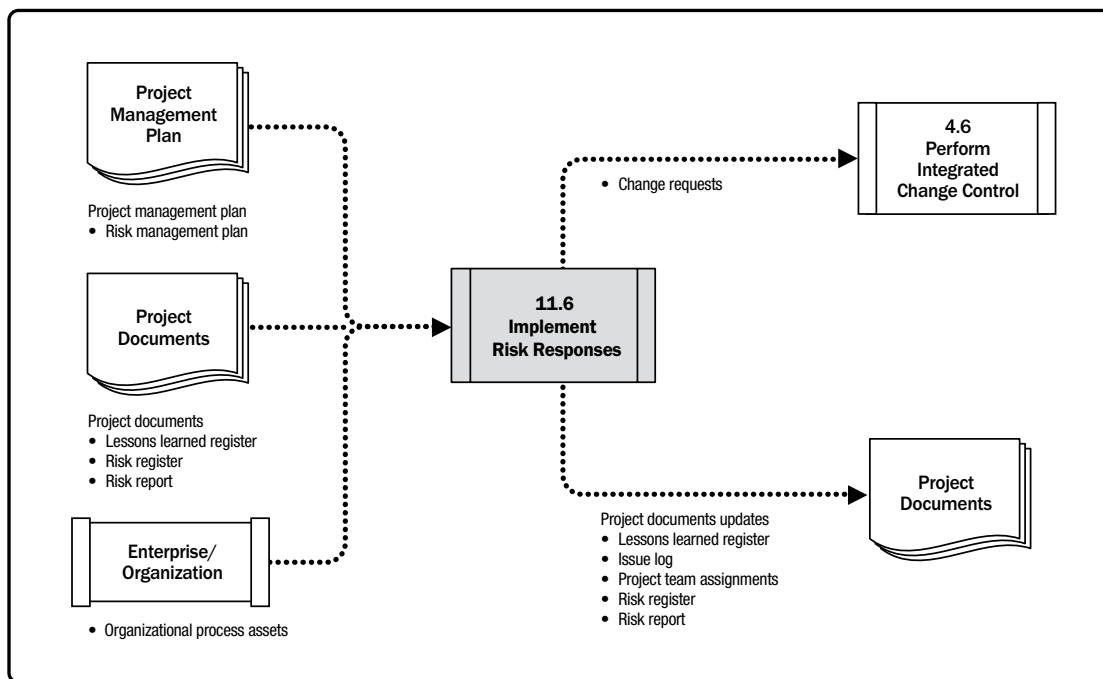 Project
Management
Plan
Project management plan
• Risk management plan
Project
Documents
Project documents
• Lessons learned register
• Risk register
• Risk report
Enterprise/
Organization
• Organizational process assets
11.6
Implement
Risk Responses
• Change requests
4.6
Perform
Integrated
Change Control
Project documents updates
• Lessons learned register
• Issue log
• Project team assignments
• Risk register
• Risk report
Project
Documents